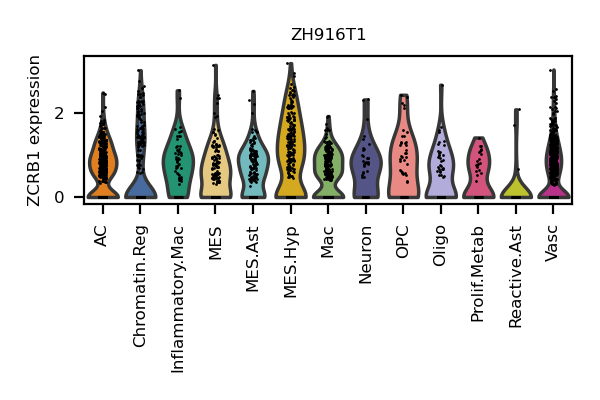 ZH916T1
ZCRB1 expression
2
0
AC
Chromatin.Reg
Inflammatory.Mac
MES
MES.Ast
MES.Hyp
Mac
Neuron
OPC
Oligo
Prolif.Metab
Reactive.Ast
Vasc